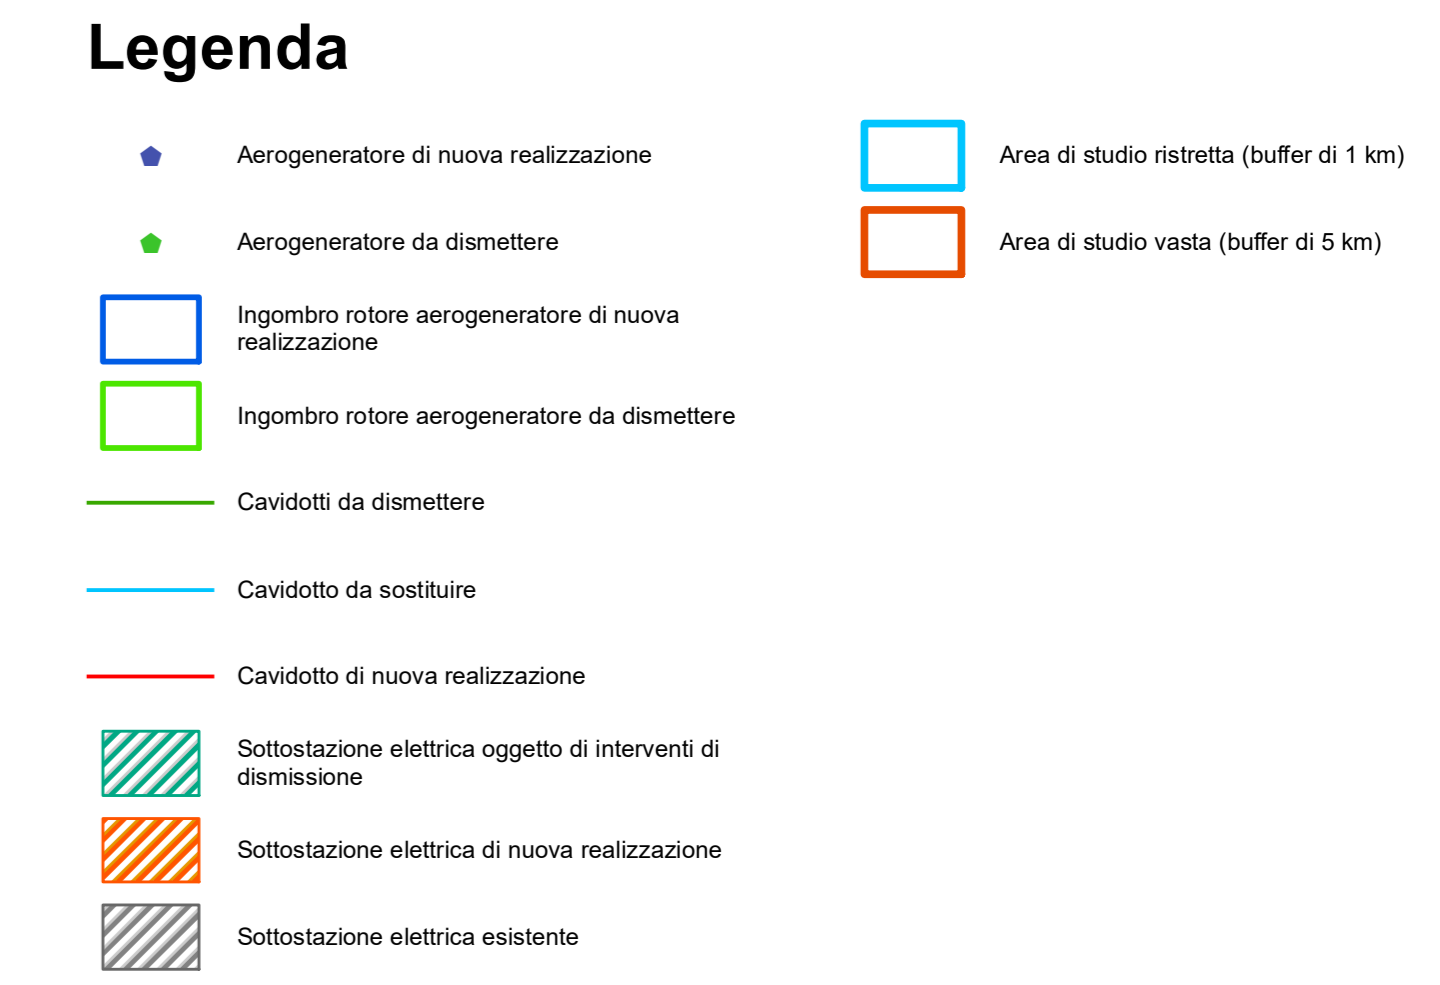 Legenda
Aerogeneratore di nuova realizzazione
Aerogeneratore da dismettere
Ingombro rotore aerogeneratore di nuova
realizzazione
Ingombro rotore aerogeneratore da dismettere
Cavidotti da dismettere
Cavidotto da sostituire
Cavidotto di nuova realizzazione
Sottostazione elettrica oggetto di interventi di
dismissione
Sottostazione elettrica di nuova realizzazione
Sottostazione elettrica esistente
Area di studio ristretta (buffer di 1 km)
Area di studio vasta (buffer di 5 km)